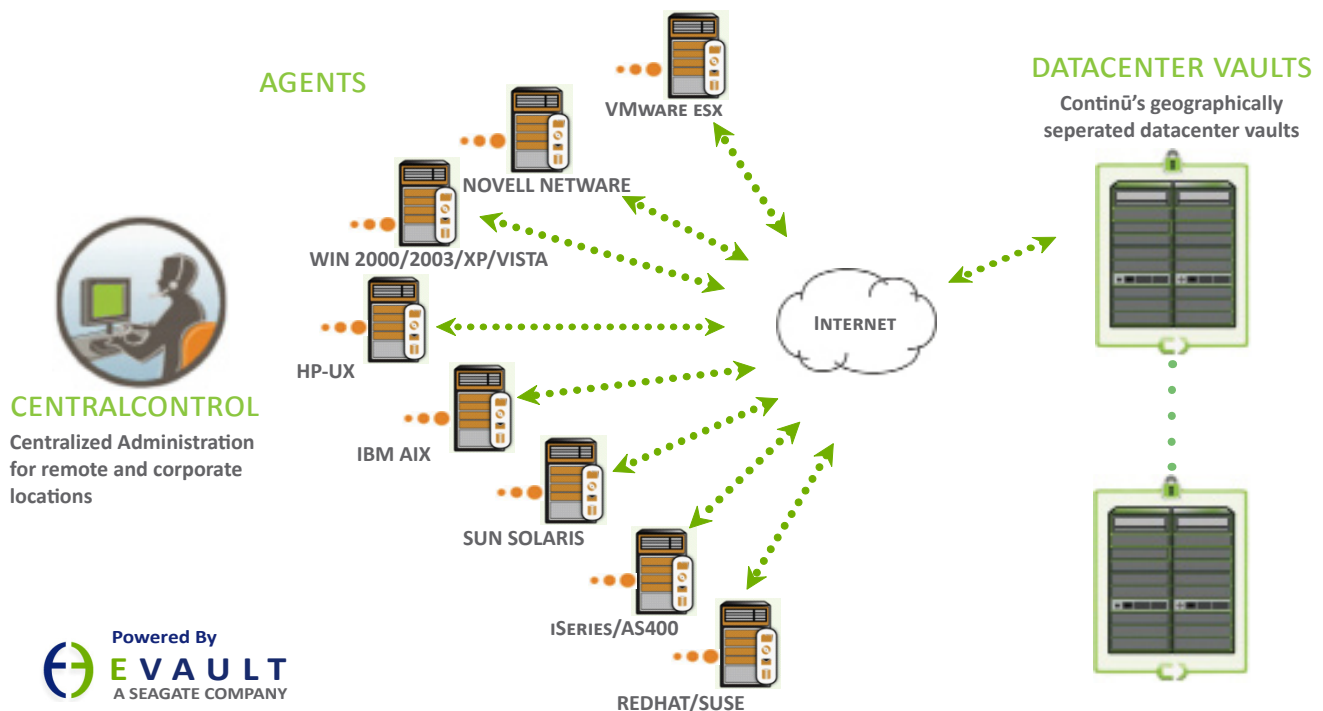 AGENTS
VMWARE ESX
NOVELL NETWARE
WIN 2000/2003/XP/VISTA
HP-UX
IBM AIX
SUN SOLARIS
ISERIES/AS400
REDHAT/SUSE
CENTRALCONTROL
Centralized Administration
for remote and corporate
locations
INTERNET
DATACENTER VAULTS
Continū's geographically
seperated datacenter vaults
Powered By
EVAULT
A SEAGATE COMPANY